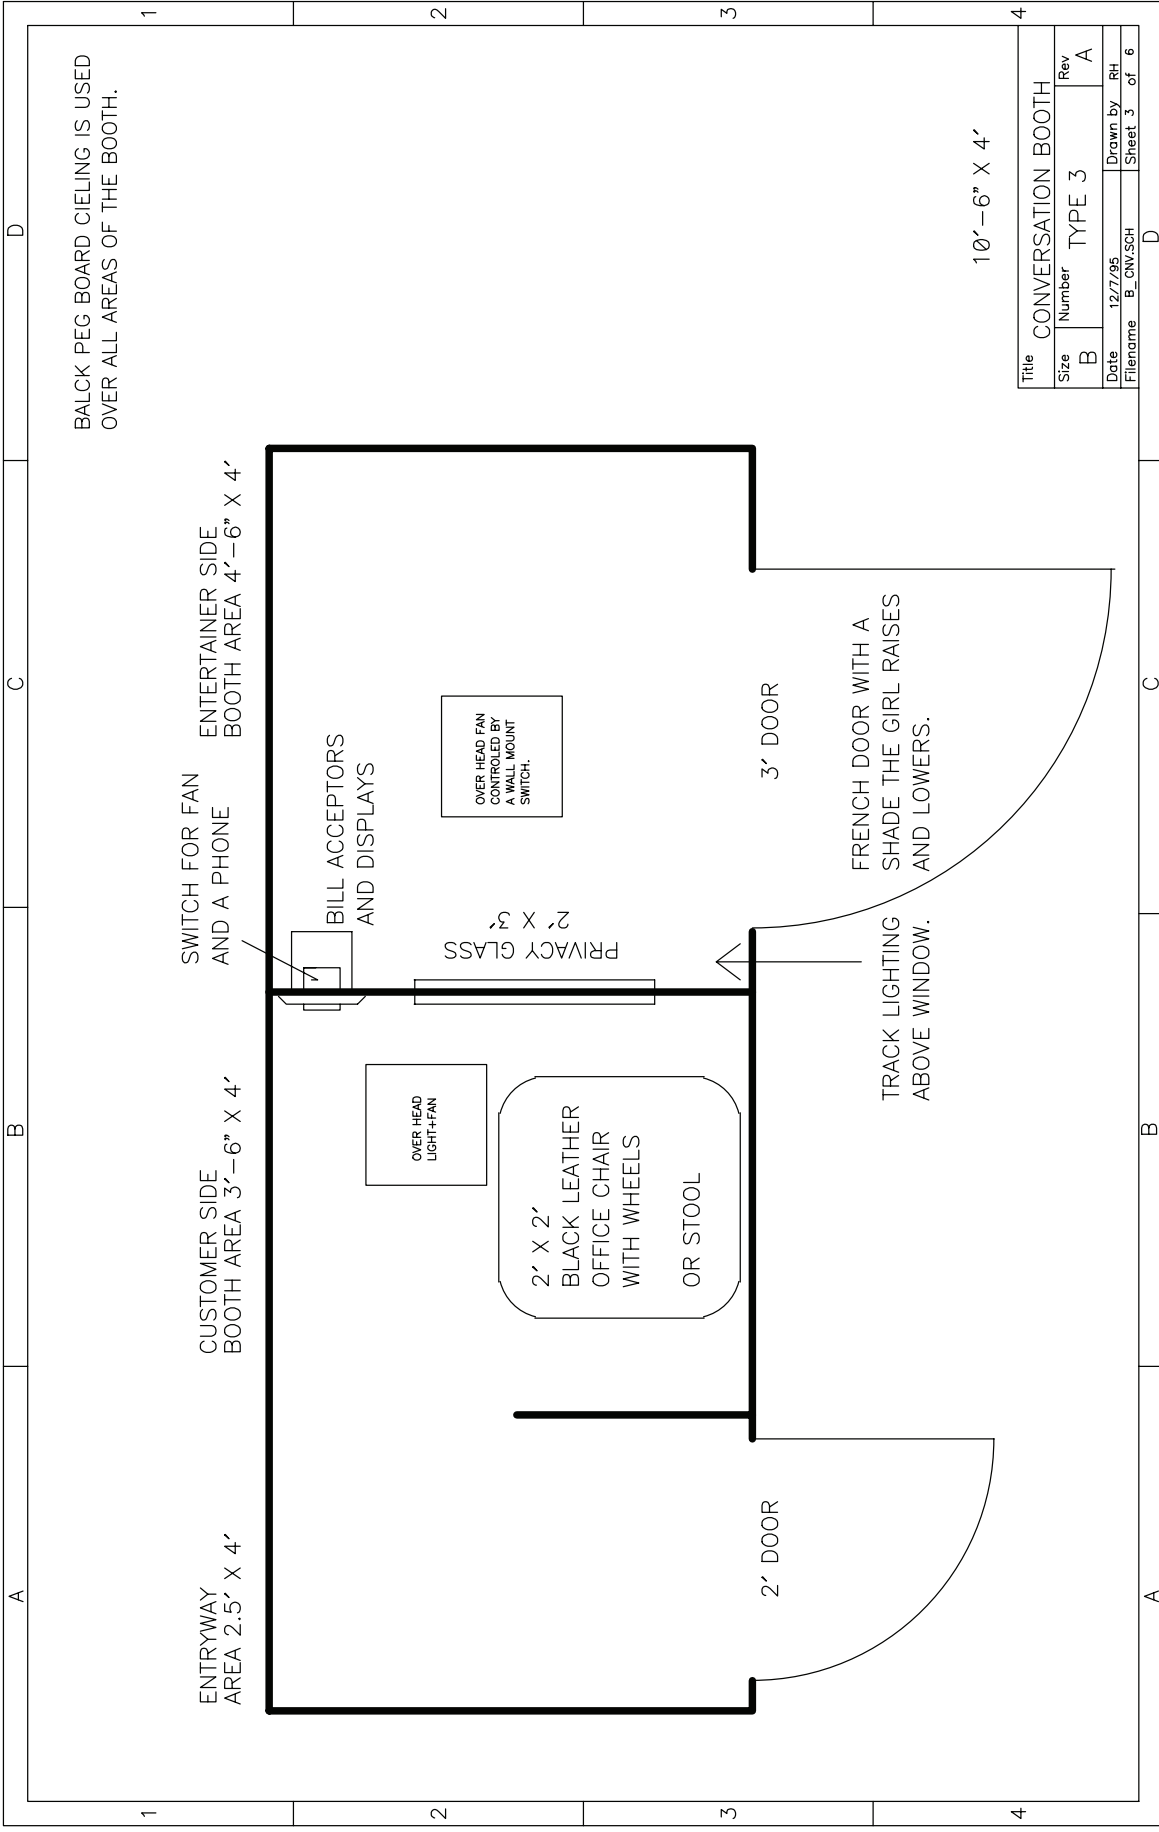 A
B
C
D
1
2
3
4
BALCK PEG BOARD CIELING IS USED
OVER ALL AREAS OF THE BOOTH.
SWITCH FOR FAN
AND A PHONE
ENTRYWAY
AREA 2.5' X 4'
CUSTOMER SIDE
BOOTH AREA 3'-6" X 4'
ENTERTAINER SIDE
BOOTH AREA 4'-6" X 4'
BILL ACCEPTORS
AND DISPLAYS
OVER HEAD
LIGHT+FAN
OVER HEAD FAN
CONTROLED BY
A WALL MOUNT
SWITCH.
PRIVACY GLASS
2' X 3'
2' X 2'
BLACK LEATHER
OFFICE CHAIR
WITH WHEELS
OR STOOL
2' DOOR
3' DOOR
TRACK LIGHTING
ABOVE WINDOW.
FRENCH DOOR WITH A
SHADE THE GIRL RAISES
AND LOWERS.
10'-6" X 4'
Title
CONVERSATION BOOTH
Size
B
Number
TYPE 3
Rev
A
Date 12/7/95
Drawn by RH
Filename B_CNV.SCH
Sheet 3 of 6
1
2
3
4
A
B
C
D